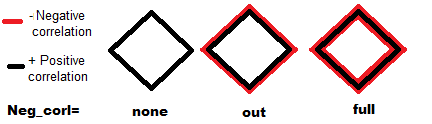 - Negative
correlation
+ Positive
correlation
Neg_corl= none out full